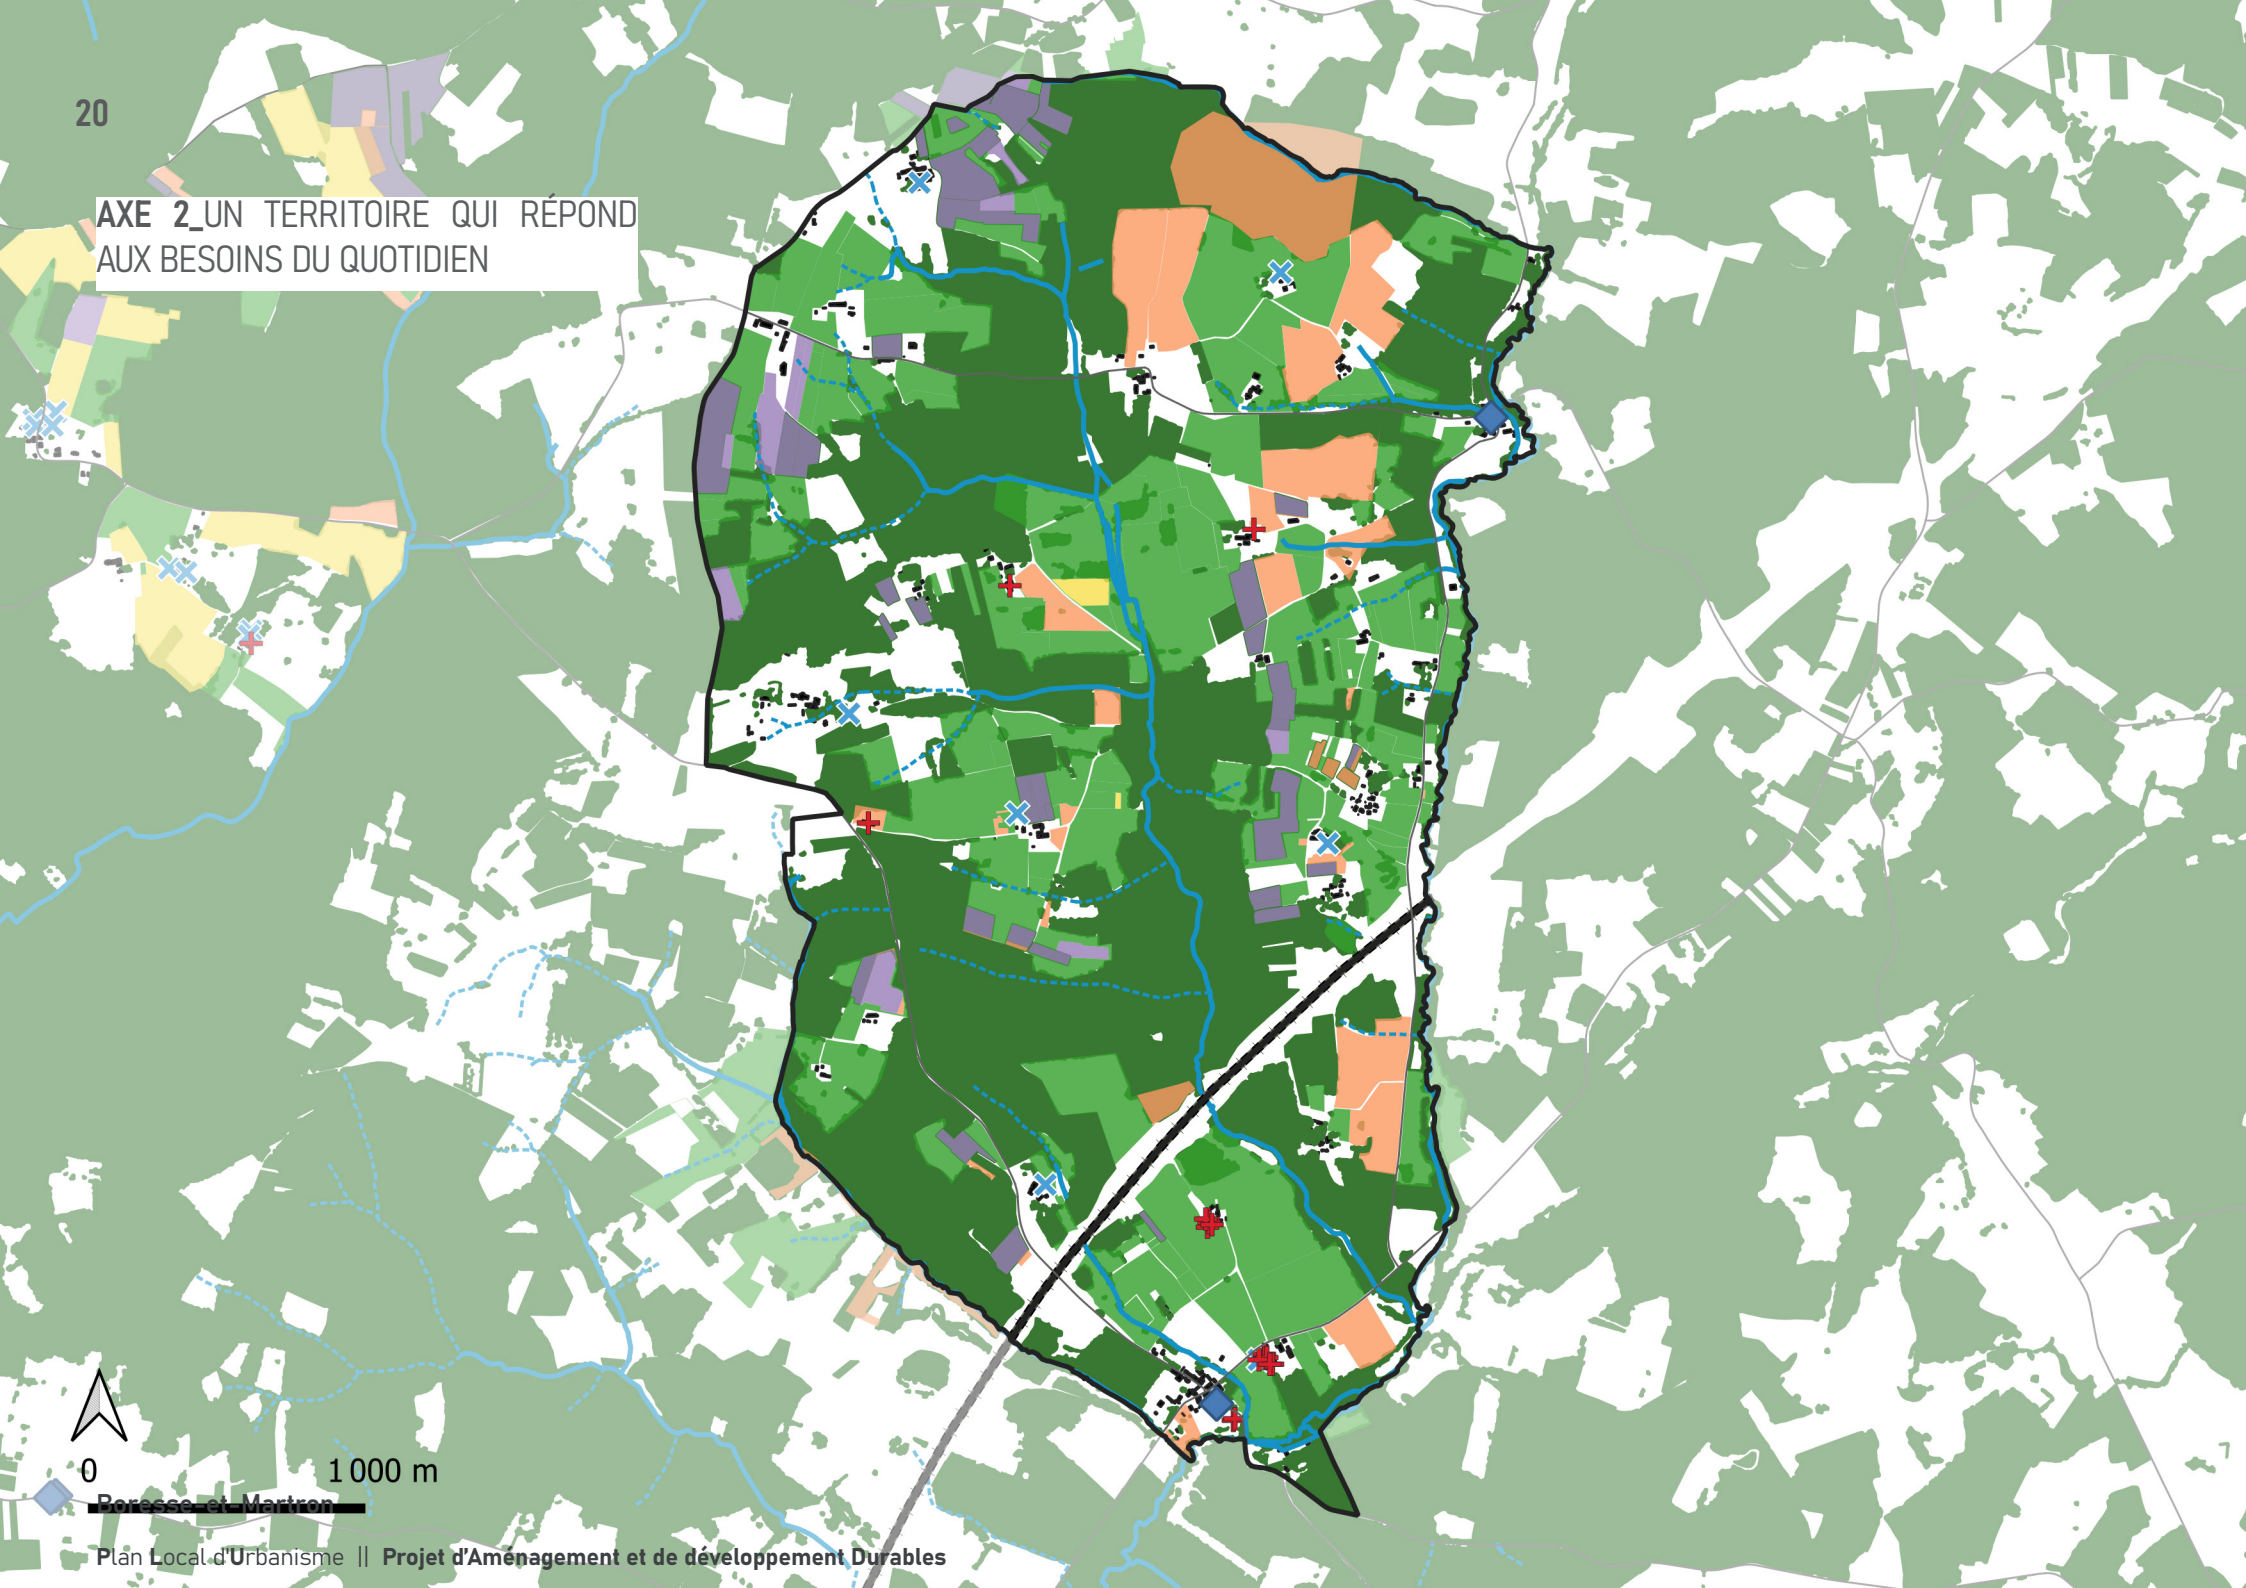 20
AXE 2_UN TERRITOIRE QUI RÉPOND
AUX BESOINS DU QUOTIDIEN
0
1 000 m
Boresse-et-Martron
Plan Local d'Urbanisme || Projet d'Aménagement et de développement Durables